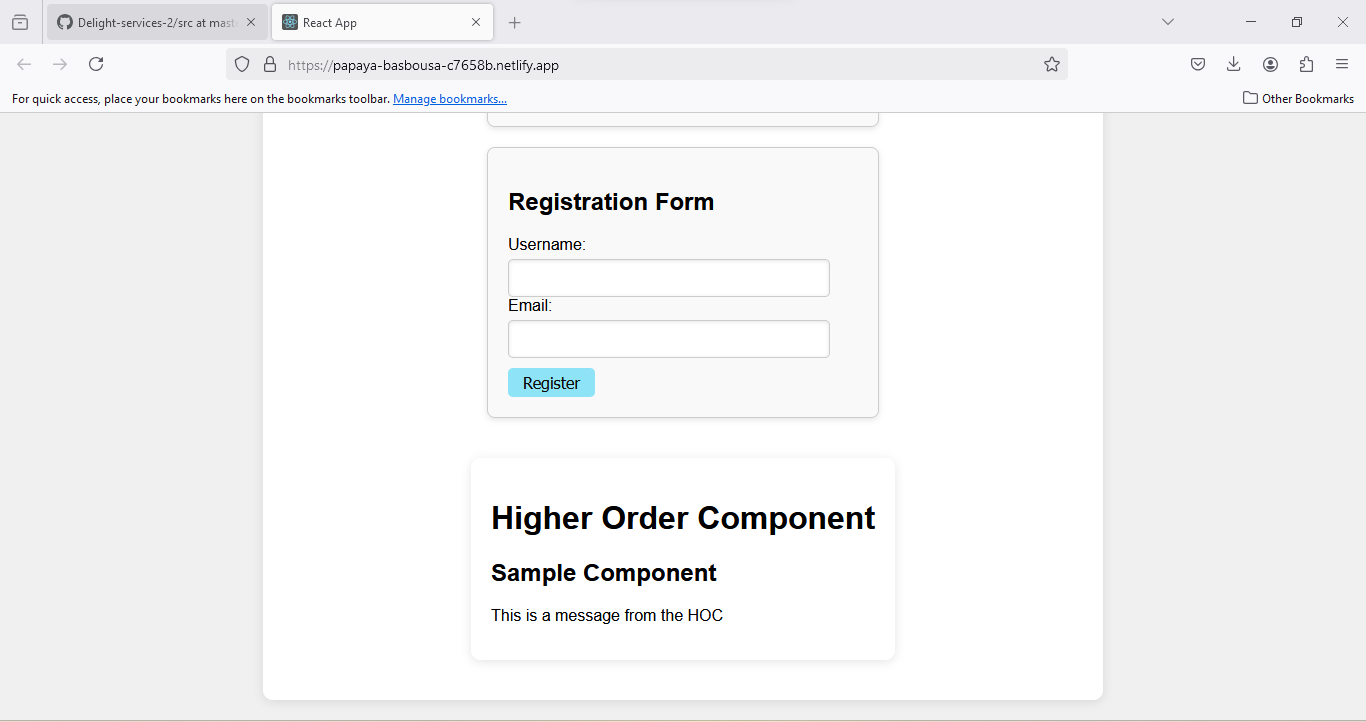 Delight-services-2/src at mast
React App
https://papaya-basbousa-c7658b.netlify.app
For quick access, place your bookmarks here on the bookmarks toolbar. Manage bookmarks...
Other Bookmarks
Registration Form
Username:
Email:
Register
Higher Order Component
Sample Component
This is a message from the HOC